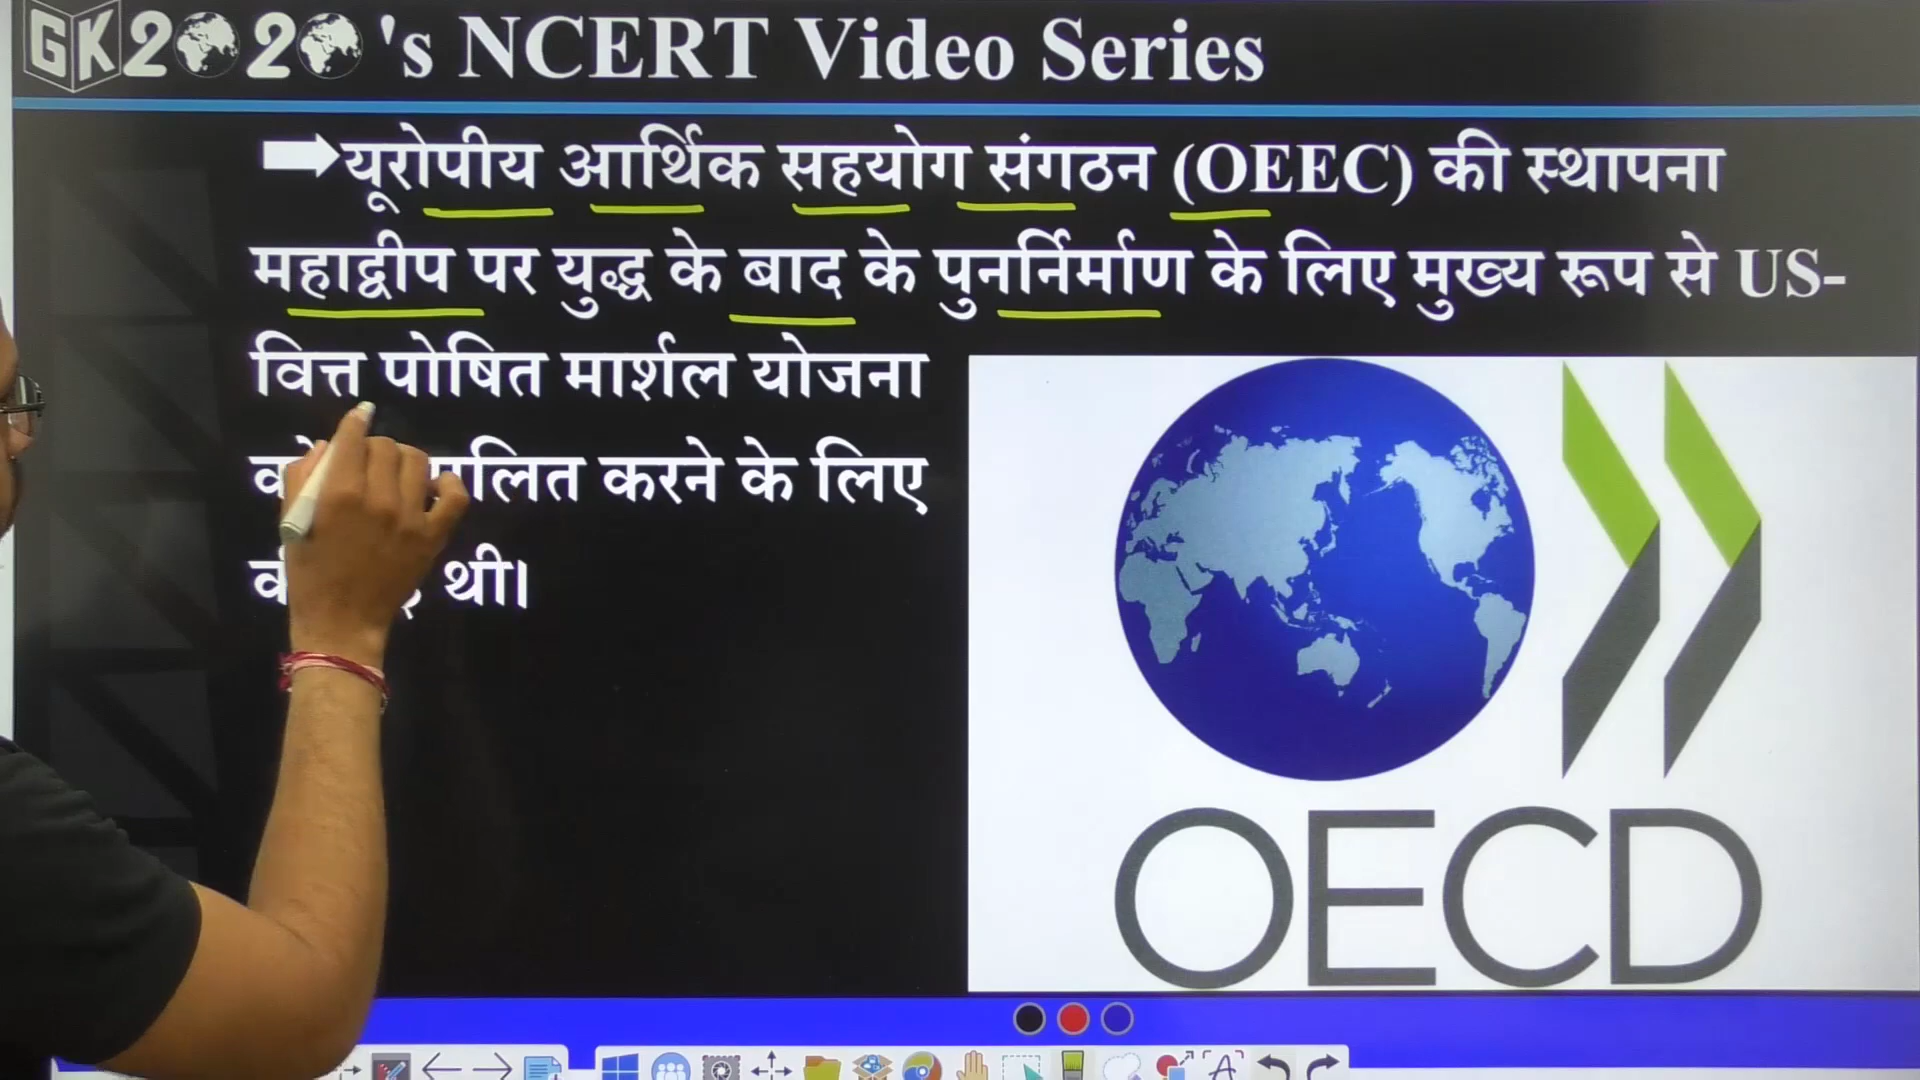 GK2020's NCERT Video Series
यूरोपीय आर्थिक सहयोग संगठन (OEEC) की स्थापना
महाद्वीप पर युद्ध के बाद के पुनर्निर्माण के लिए मुख्य रूप से US-
वित्त पोषित मार्शल योजना
करने के लिए
थी।
OECD